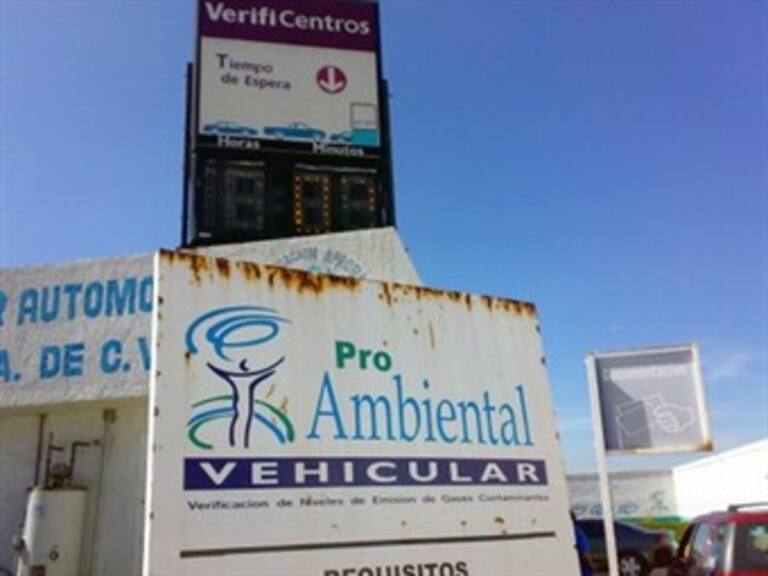 VerifiCentros
Tiempo
de Espera
Horas Minutos
R AUTOMO
A. DE C.V
Pro
Ambiental
VEHICULAR
Verificacion de Niveles de Emision de Gases Contaminantes
REQUISITOS